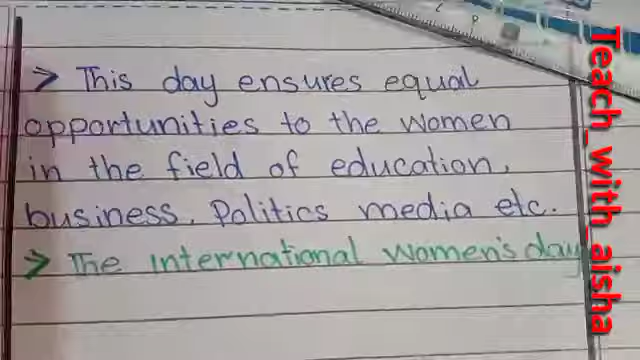 > This day ensures equal
opportunities to the women
in the field of education,
business, Politics media etc.
> The international women's day
Teach_with_aisha